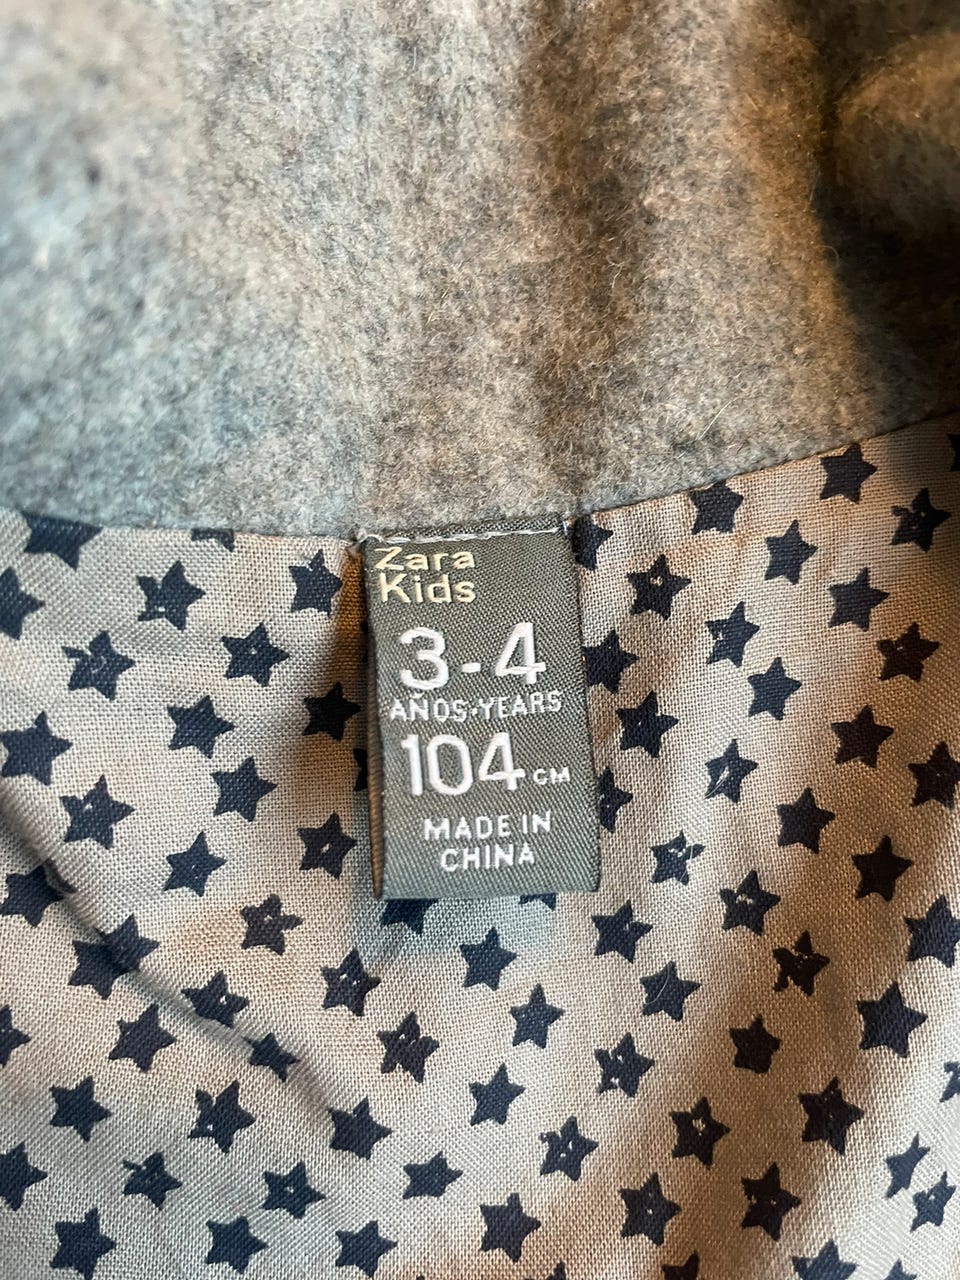 Zara
Kids
3-4
AÑOS-YEARS
104 CM
MADE IN
CHINA